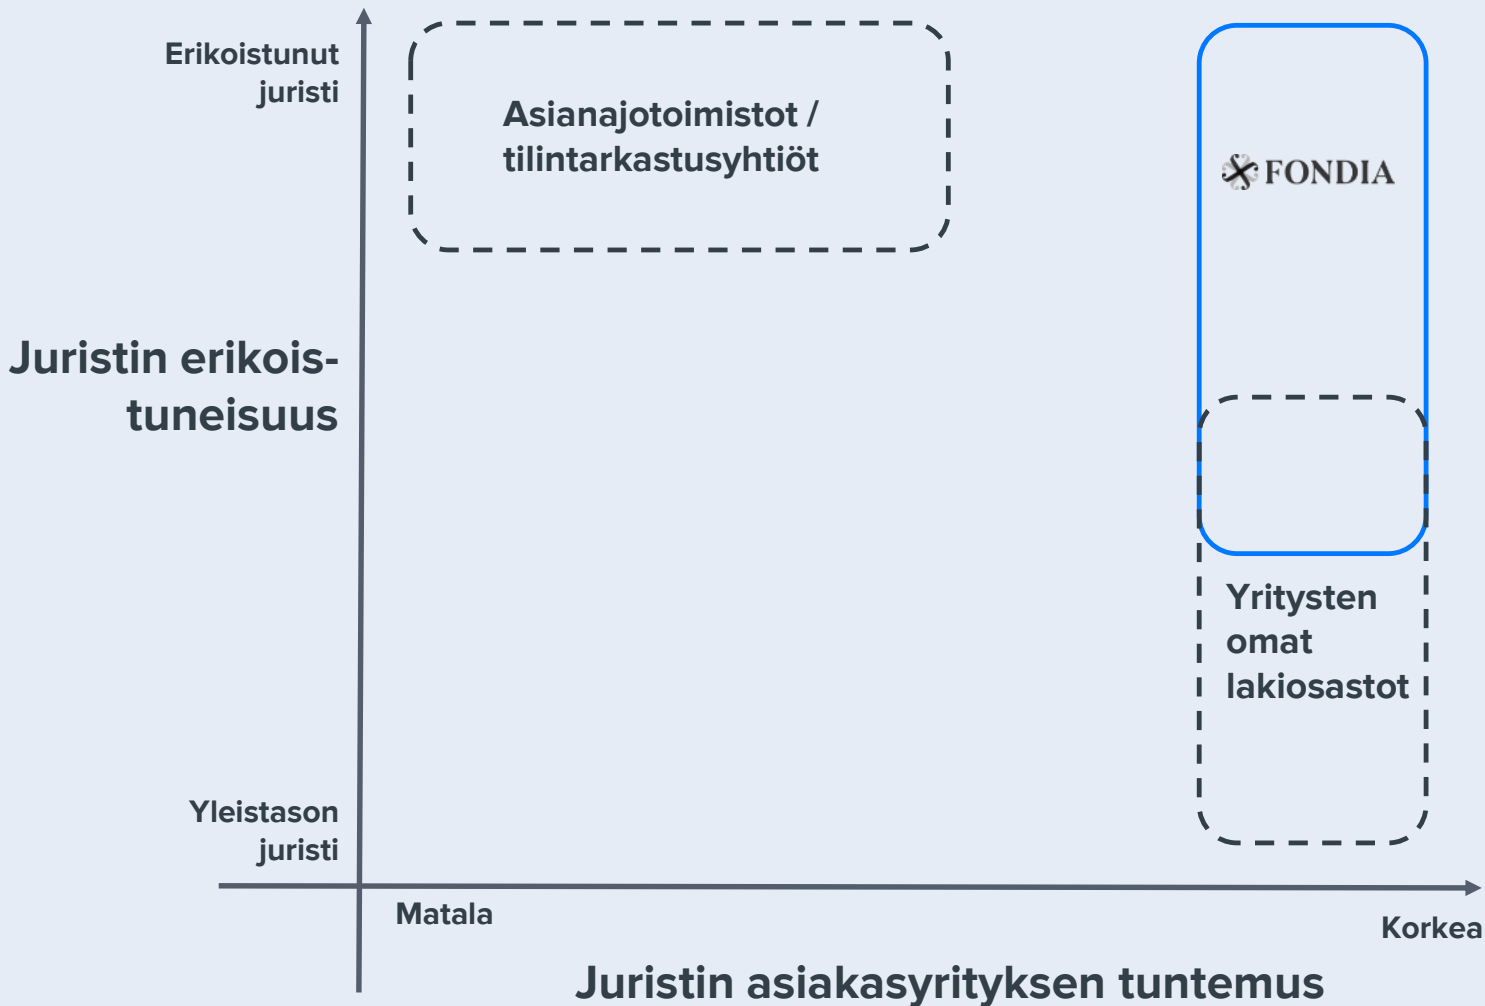 Erikoistunut
juristi
Asianajotoimistot /
tilintarkastusyhtiöt
FONDIA
Juristin erikois-
tuneisuus
Yritysten
omat
lakiosastot
Yleistason
juristi
Matala
Korkea
Juristin asiakasyrityksen tuntemus